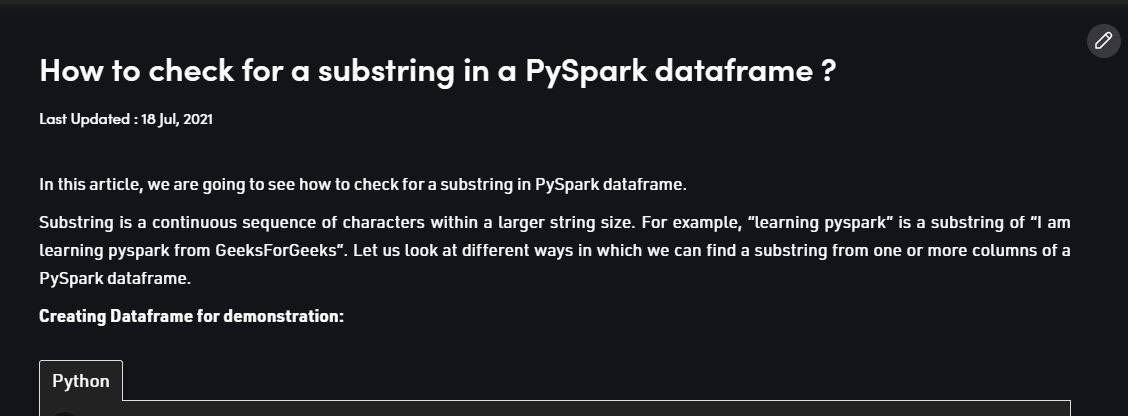 How to check for a substring in a PySpark dataframe ?
Last Updated : 18 Jul, 2021
In this article, we are going to see how to check for a substring in PySpark dataframe.
Substring is a continuous sequence of characters within a larger string size. For example, “learning pyspark” is a substring of “I am
learning pyspark from GeeksForGeeks”. Let us look at different ways in which we can find a substring from one or more columns of a
PySpark dataframe.
Creating Dataframe for demonstration:
Python